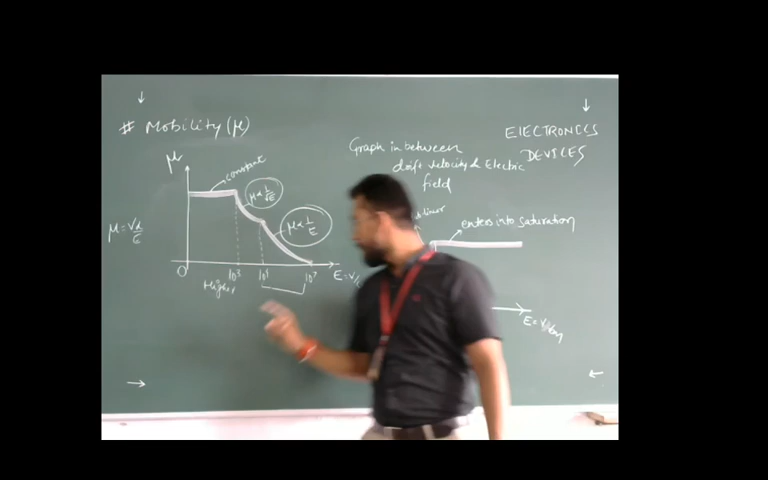 # Mobility (μ)
ELECTRONICS
DEVICES
Graph in between
drift velocity & Electric
field
μ
constant
μ ∝ 1/√E
μ ∝ 1/E
μ = Vd/E
linear
enters into saturation
0
10³ 10⁴ 10⁷ E = V/
Higher
E = V/cm